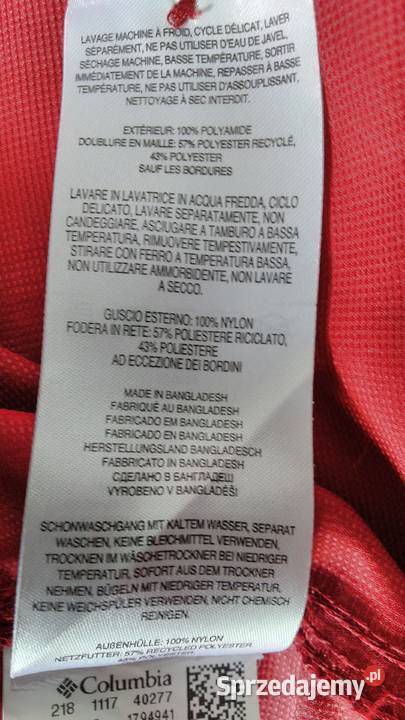 LAVAGE MACHINE À FROID, CYCLE DÉLICAT, LAVER
SÉPARÉMENT, NE PAS UTILISER D'EAU DE JAVEL,
SÉCHAGE MACHINE, BASSE TEMPÉRATURE, SORTIR
IMMÉDIATEMENT DE LA MACHINE, REPASSER À BASSE
TEMPÉRATURE, NE PAS UTILISER D'ASSOUPLISSANT,
NETTOYAGE À SEC INTERDIT.
EXTÉRIEUR: 100% POLYAMIDE
DOUBLURE EN MAILLE: 57% POLYESTER RECYCLÉ,
43% POLYESTER
SAUF LES BORDURES
LAVARE IN LAVATRICE IN ACQUA FREDDA, CICLO
DELICATO, LAVARE SEPARATAMENTE, NON
CANDEGGIARE, ASCIUGARE A TAMBURO A BASSA
TEMPERATURA, RIMUOVERE TEMPESTIVAMENTE,
STIRARE CON FERRO A TEMPERATURA BASSA,
NON UTILIZZARE AMMORBIDENTE, NON LAVARE
A SECCO.
GUSCIO ESTERNO: 100% NYLON
FODERA IN RETE: 57% POLIESTERE RICICLATO,
43% POLIESTERE
AD ECCEZIONE DEI BORDINI
MADE IN BANGLADESH
FABRIQUÉ AU BANGLADESH
FABRICADO EM BANGLADESH
FABRICADO EN BANGLADESH
HERSTELLUNGSLAND BANGLADESCH
FABBRICATO IN BANGLADESH
СДЕЛАНО В БАНГЛАДЕШ
VYROBENO V BANGLADÉŠI
SCHONWASCHGANG MIT KALTEM WASSER, SEPARAT
WASCHEN, KEINE BLEICHMITTEL VERWENDEN,
TROCKNEN IM WÄSCHETROCKNER BEI NIEDRIGER
TEMPERATUR, SOFORT AUS DEM TROCKNER
NEHMEN, BÜGELN MIT NIEDRIGER TEMPERATUR,
KEINE WEICHSPÜLER VERWENDEN, NICHT CHEMISCH
REINIGEN.
AUßENHÜLLE: 100% NYLON
NETZFUTTER: 57% RECYCLED POLYESTER
43% POLYESTER
Columbia
218 1117 40277
1794941
Sprzedajemy.pl